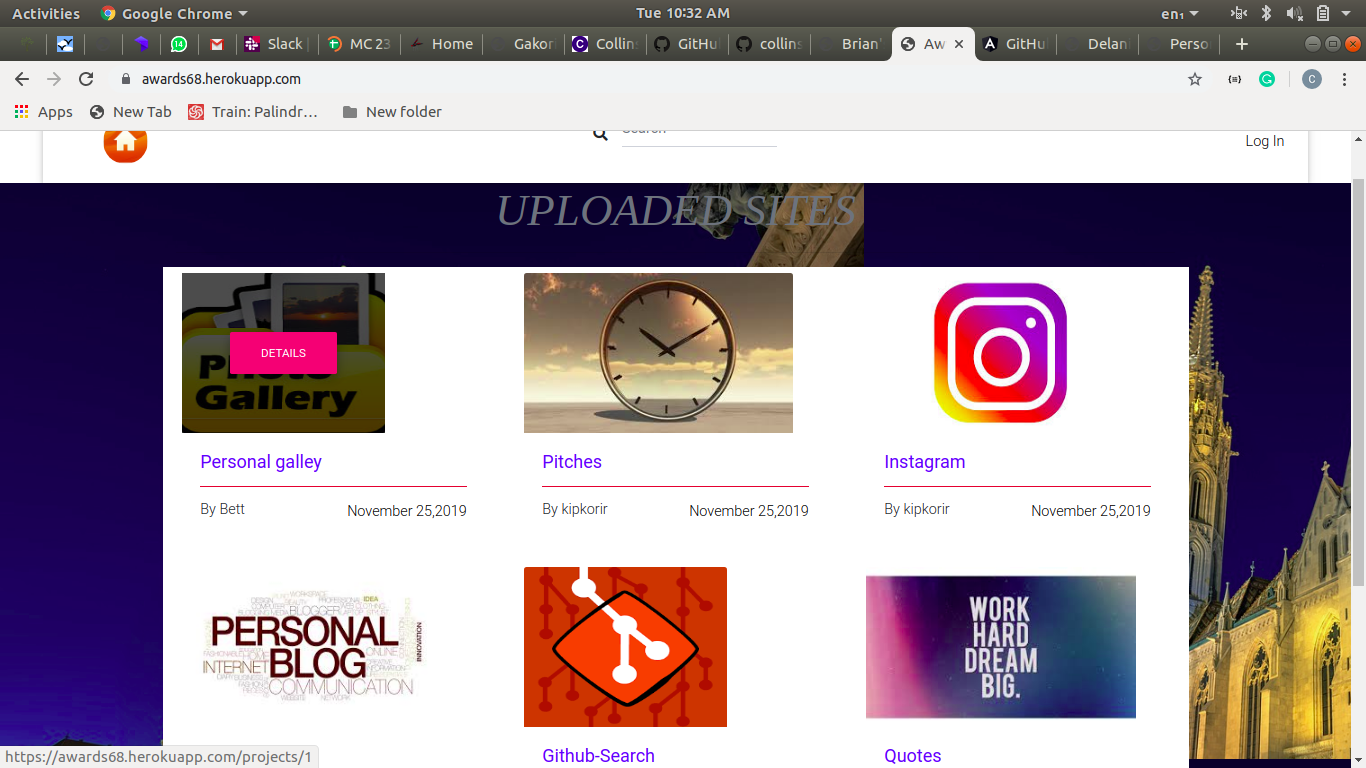 Activities
Google Chrome
Tue 10:32 AM
en₁
14
Slack
MC 23
Home
Gakor
Collins
GitHu
collins
Brian'
Aw
GitHu
Delan
Perso
awards68.herokuapp.com
C
Apps
New Tab
Train: Palindr…
New folder
Search
Log In
UPLOADED SITES
DETAILS
Photo
Gallery
Personal galley
By Bett
November 25,2019
Pitches
By kipkorir
November 25,2019
Instagram
By kipkorir
November 25,2019
WORKSPACE
IDEA
BLOGGER
PERSONAL
BLOG
INTERNET
COMMUNICATION
INNOVATION
ONLINE
NETWORK
WEBSITE
WORK
HARD
DREAM
BIG.
Github-Search
Quotes
https://awards68.herokuapp.com/projects/1